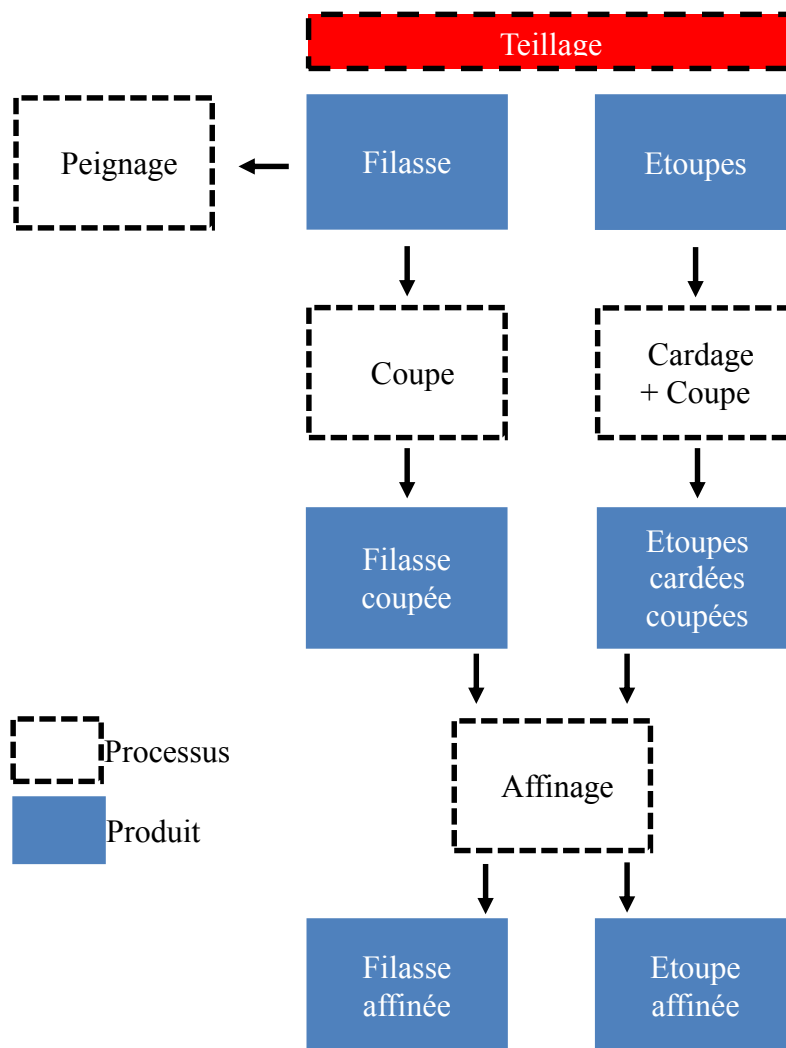 Teillage
Peignage
Filasse
Etoupes
Coupe
Cardage
+ Coupe
Filasse
coupée
Etoupes
cardées
coupées
Processus
Affinage
Produit
Filasse
affinée
Etoupe
affinée